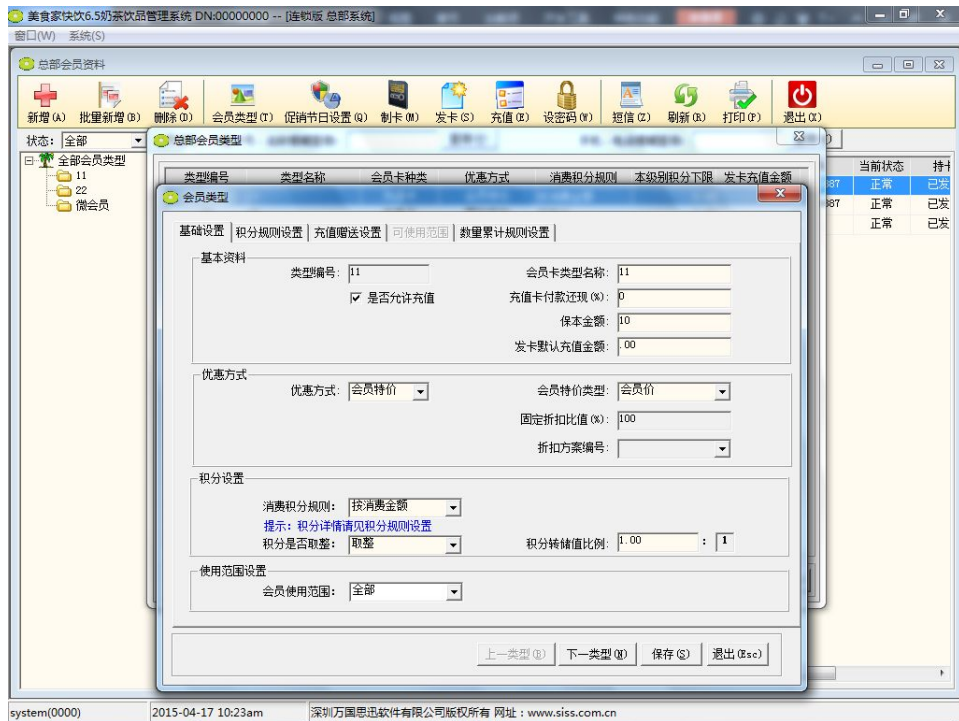 美食家快饮6.5奶茶饮品管理系统 DN:00000000 -- [连锁版 总部系统]
窗口(W) 系统(S)
总部会员资料
新增(A) 批里新增(B) 删除(D) 会员类型(T) 促销节日设置(Q) 制卡(M) 发卡(S) 充值(E) 设密码(W) 短信(Z) 刷新(R) 打印(P) 退出(X)
状态: 全部
总部会员类型
全部会员类型
11
22
微会员
类型编号 类型名称 会员卡种类 优惠方式 消费积分规则 本级别积分下限 发卡充值金额
当前状态 持卡
887 正常 已发
887 正常 已发
正常 已发
会员类型
基础设置 积分规则设置 充值赠送设置 可使用范围 数量累计规则设置
基本资料
类型编号: 11 会员卡类型名称: 11
是否允许充值 充值卡付款还现(%): 0
保本金额: 10
发卡默认充值金额: .00
优惠方式
优惠方式: 会员特价 会员特价类型: 会员价
固定折扣比值(%): 100
折扣方案编号:
积分设置
消费积分规则: 按消费金额
提示: 积分详情请见积分规则设置
积分是否取整: 取整 积分转储值比例: 1.00 : 1
使用范围设置
会员使用范围: 全部
上一类型(B) 下一类型(N) 保存(S) 退出(Esc)
system(0000) 2015-04-17 10:23am 深圳万国思迅软件有限公司版权所有 网址：www.siss.com.cn